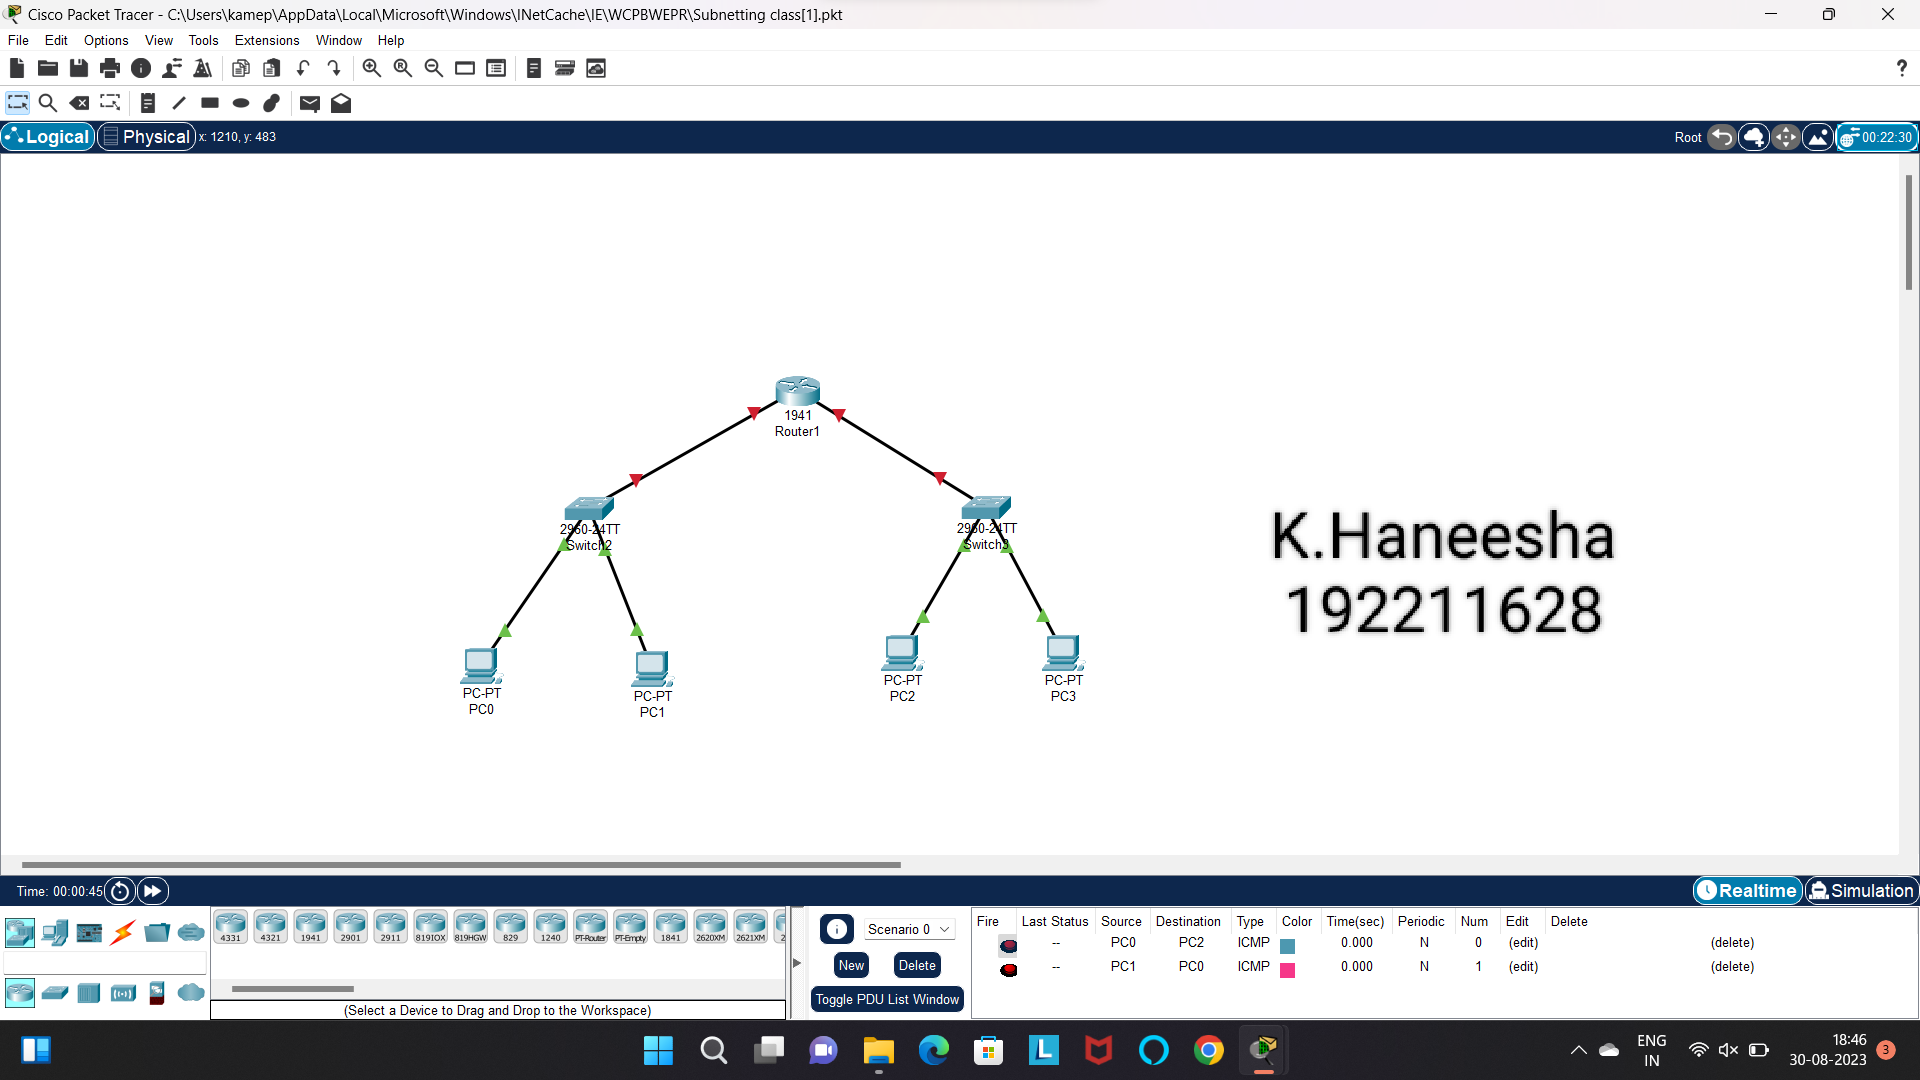 Cisco Packet Tracer - C:\Users\kamep\AppData\Local\Microsoft\Windows\INetCache\IE\WCPBWEPR\Subnetting class[1].pkt
File Edit Options View Tools Extensions Window Help
?
Logical Physical x: 1210, y: 483 Root 00:22:30
1941
Router1
2960-24TT
Switch2
2960-24TT
Switch3
K.Haneesha
192211628
PC-PT
PC0
PC-PT
PC1
PC-PT
PC2
PC-PT
PC3
Time: 00:00:45 Realtime Simulation
4331 4321 1941 2901 2911 819IOX 819HGW 829 1240 PT-Router PT-Empty 1841 2620XM 2621XM 2
(Select a Device to Drag and Drop to the Workspace)
Scenario 0
New Delete
Toggle PDU List Window
Fire Last Status Source Destination Type Color Time(sec) Periodic Num Edit Delete
-- PC0 PC2 ICMP 0.000 N 0 (edit) (delete)
-- PC1 PC0 ICMP 0.000 N 1 (edit) (delete)
L
ENG
IN
18:46
30-08-2023
3